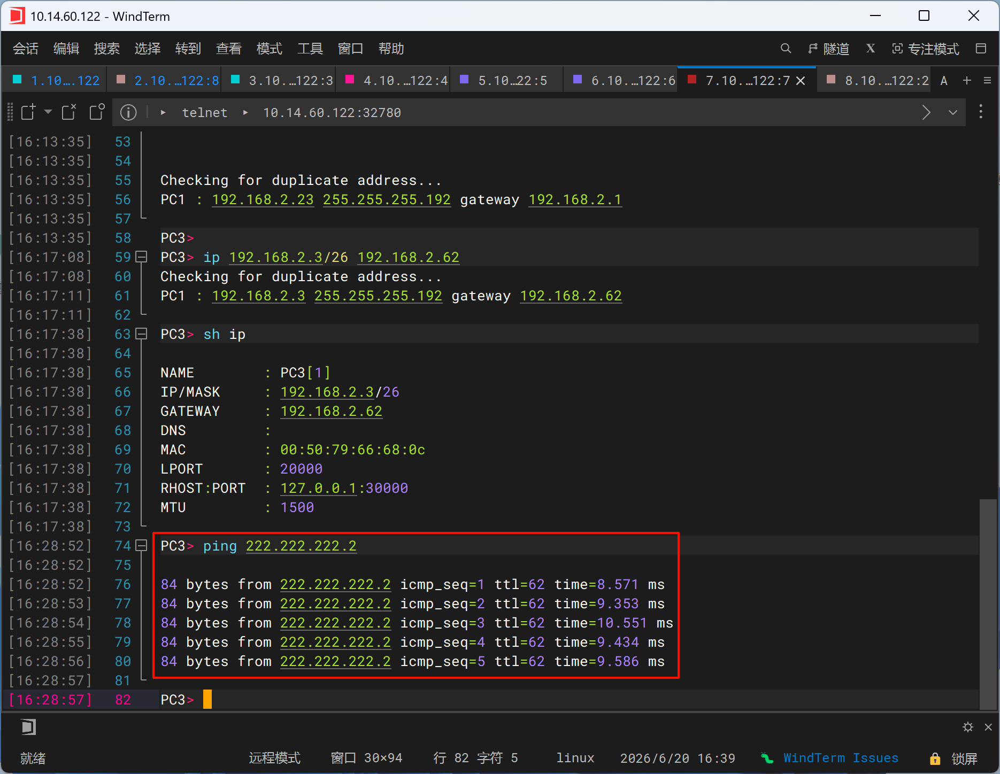 10.14.60.122 - WindTerm
会话 编辑 搜索 选择 转到 查看 模式 工具 窗口 帮助 隧道 X 专注模式
1.10....122 2.10....122:8 3.10....122:3 4.10....122:4 5.10...22:5 6.10....122:6 7.10....122:7 8.10....122:2 A
telnet 10.14.60.122:32780
[16:13:35] 53
[16:13:35] 54
[16:13:35] 55 Checking for duplicate address...
[16:13:35] 56 PC1 : 192.168.2.23 255.255.255.192 gateway 192.168.2.1
[16:13:35] 57
[16:13:35] 58 PC3>
[16:17:08] 59 PC3> ip 192.168.2.3/26 192.168.2.62
[16:17:08] 60 Checking for duplicate address...
[16:17:11] 61 PC1 : 192.168.2.3 255.255.255.192 gateway 192.168.2.62
[16:17:11] 62
[16:17:38] 63 PC3> sh ip
[16:17:38] 64
[16:17:38] 65 NAME : PC3[1]
[16:17:38] 66 IP/MASK : 192.168.2.3/26
[16:17:38] 67 GATEWAY : 192.168.2.62
[16:17:38] 68 DNS :
[16:17:38] 69 MAC : 00:50:79:66:68:0c
[16:17:38] 70 LPORT : 20000
[16:17:38] 71 RHOST:PORT : 127.0.0.1:30000
[16:17:38] 72 MTU : 1500
[16:17:38] 73
[16:28:52] 74 PC3> ping 222.222.222.2
[16:28:52] 75
[16:28:52] 76 84 bytes from 222.222.222.2 icmp_seq=1 ttl=62 time=8.571 ms
[16:28:53] 77 84 bytes from 222.222.222.2 icmp_seq=2 ttl=62 time=9.353 ms
[16:28:54] 78 84 bytes from 222.222.222.2 icmp_seq=3 ttl=62 time=10.551 ms
[16:28:55] 79 84 bytes from 222.222.222.2 icmp_seq=4 ttl=62 time=9.434 ms
[16:28:56] 80 84 bytes from 222.222.222.2 icmp_seq=5 ttl=62 time=9.586 ms
[16:28:57] 81
[16:28:57] 82 PC3>
就绪 远程模式 窗口 30×94 行 82 字符 5 linux 2026/6/20 16:39 WindTerm Issues 锁屏